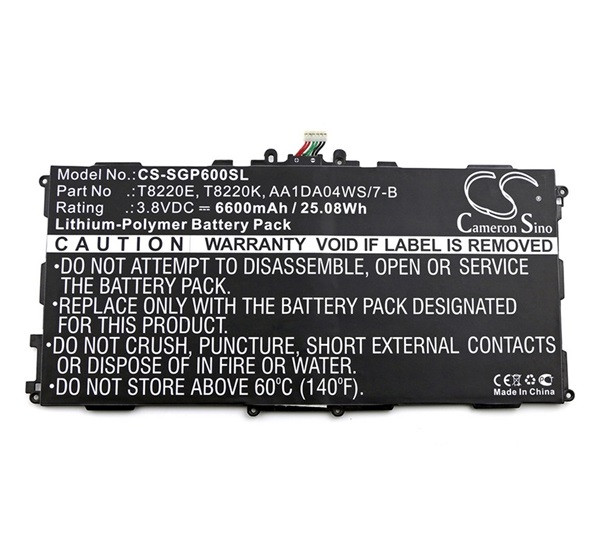 Model No.:CS-SGP600SL
Part No :T8220E, T8220K, AA1DA04WS/7-B
Rating :3.8VDC ⎓ 6600mAh / 25.08Wh
Lithium-Polymer Battery Pack
CS
Cameron Sino
CAUTION: WARRANTY VOID IF LABEL IS REMOVED
*DO NOT ATTEMPT TO DISASSEMBLE, OPEN OR SERVICE
THE BATTERY PACK.
*REPLACE ONLY WITH THE BATTERY PACK DESIGNATED
FOR THIS PRODUCT.
*DO NOT CRUSH, PUNCTURE, SHORT EXTERNAL CONTACTS
OR DISPOSE OF IN FIRE OR WATER.
*DO NOT STORE ABOVE 60℃ (140℉)
CE
Made in China